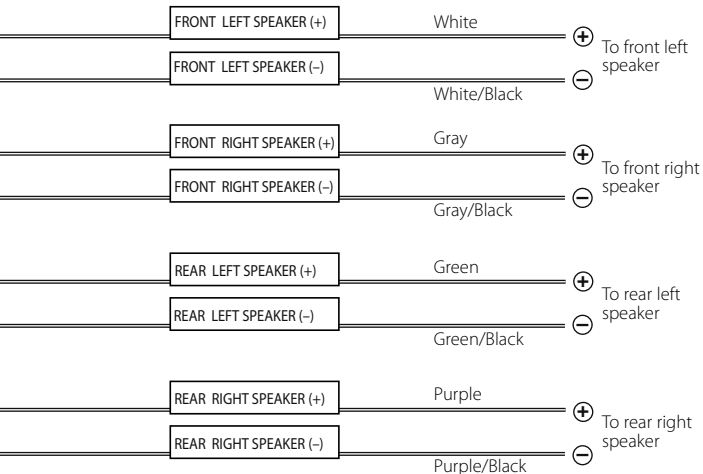 FRONT LEFT SPEAKER (+)
White
FRONT LEFT SPEAKER (–)
White/Black
To front left
speaker
FRONT RIGHT SPEAKER (+)
Gray
FRONT RIGHT SPEAKER (–)
Gray/Black
To front right
speaker
REAR LEFT SPEAKER (+)
Green
REAR LEFT SPEAKER (–)
Green/Black
To rear left
speaker
REAR RIGHT SPEAKER (+)
Purple
REAR RIGHT SPEAKER (–)
Purple/Black
To rear right
speaker